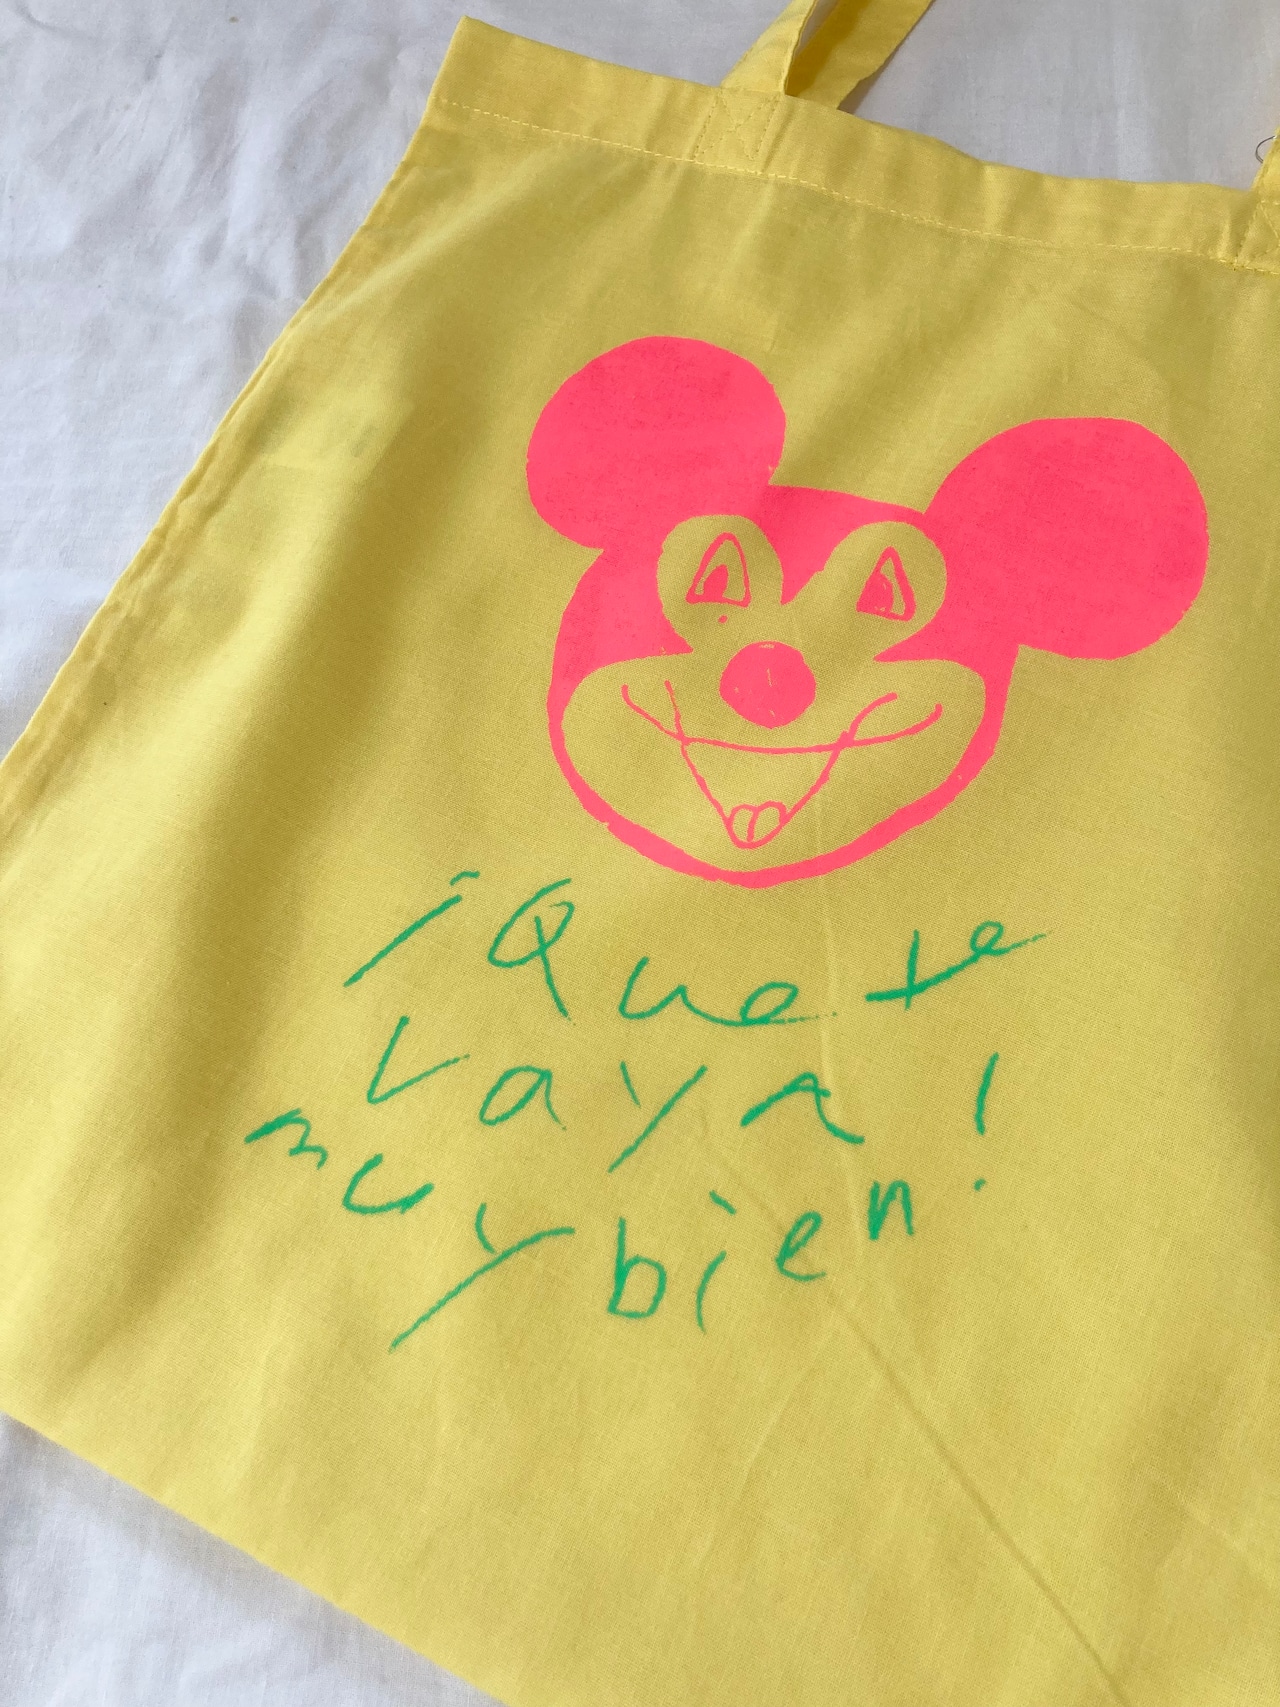 ¡Que te
vaya !
muy bien